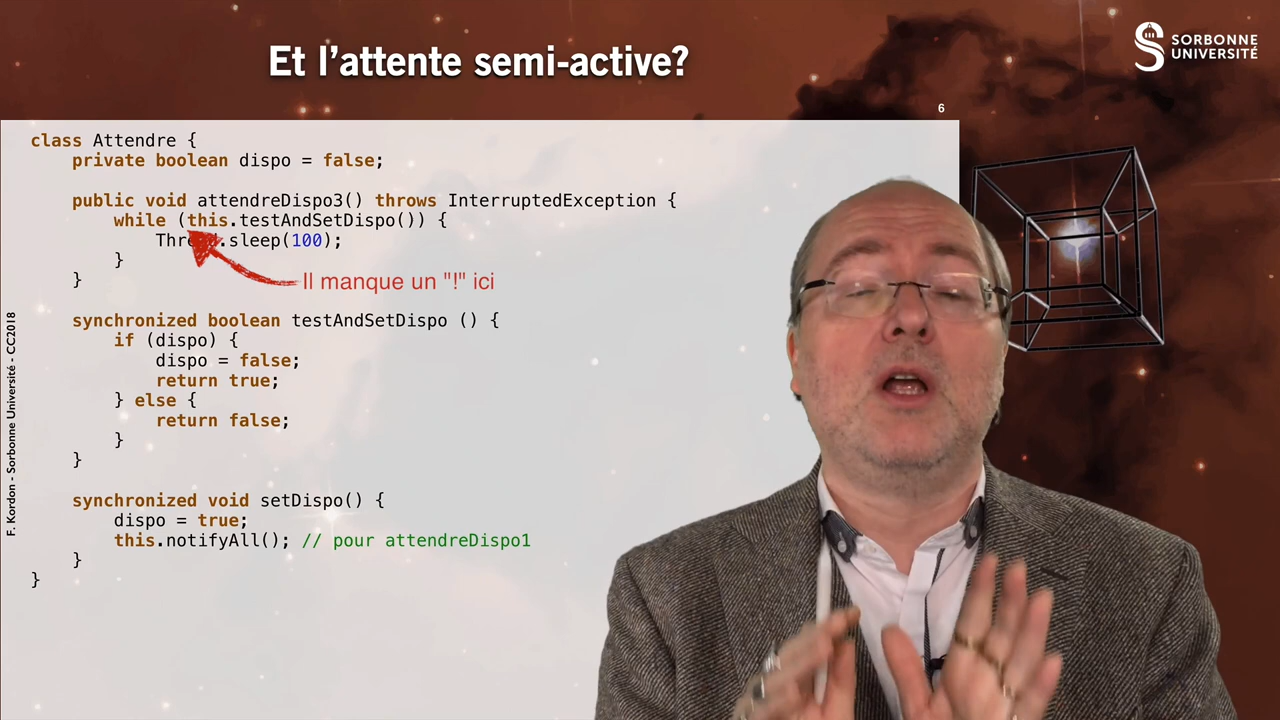 Et l'attente semi-active?
SORBONNE
UNIVERSITÉ
6
class Attendre {
private boolean dispo = false;
public void attendreDispo3() throws InterruptedException {
while (this.testAndSetDispo()) {
Thread.sleep(100);
}
}
Il manque un "!" ici
synchronized boolean testAndSetDispo () {
if (dispo) {
dispo = false;
return true;
} else {
return false;
}
}
synchronized void setDispo() {
dispo = true;
this.notifyAll(); // pour attendreDispo1
}
}
F. Kordon - Sorbonne Université - CC2018